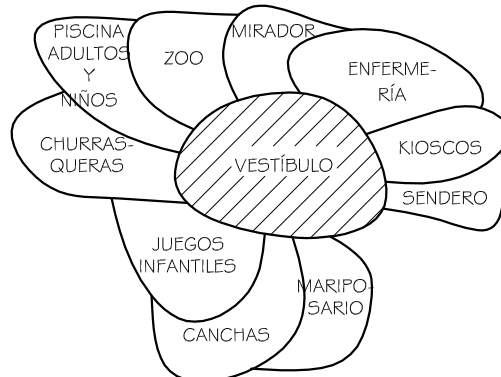 PISCINA
ADULTOS
Y
NIÑOS
ZOO
MIRADOR
ENFERME-
RÍA
CHURRAS-
QUERAS
VESTÍBULO
KIOSCOS
SENDERO
JUEGOS
INFANTILES
MARIPO-
SARIO
CANCHAS